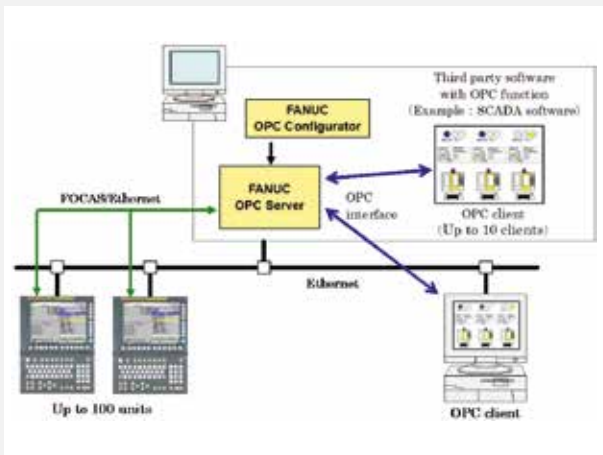 Third party software
with OPC function
(Example : SCADA software)
FANUC
OPC Configurator
FANUC
OPC Server
FOCAS/Ethernet
OPC
interface
OPC client
(Up to 10 clients)
Ethernet
Up to 100 units
OPC client